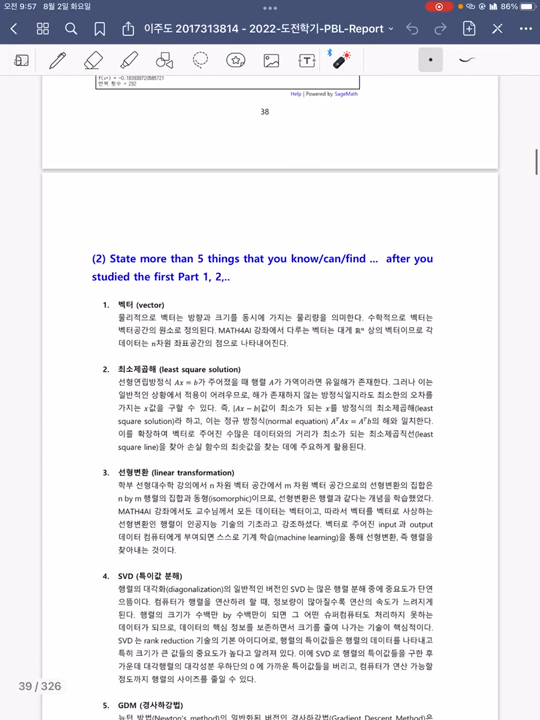 오전 9:57 8월 2일 화요일
86%
이주도 2017313814 - 2022-도전학기-PBL-Report
반복 횟수 = 292
Help | Powered by SageMath
38
(2) State more than 5 things that you know/can/find ... after you
studied the first Part 1, 2,..
1. 벡터 (vector)
물리적으로 벡터는 방향과 크기를 동시에 가지는 물리량을 의미한다. 수학적으로 벡터는
벡터공간의 원소로 정의된다. MATH4AI 강좌에서 다루는 벡터는 대게 ℝⁿ 상의 벡터이므로 각
데이터는 n차원 좌표공간의 점으로 나타내어진다.
2. 최소제곱해 (least square solution)
선형연립방정식 Ax = b가 주어졌을 때 행렬 A가 가역이라면 유일해가 존재한다. 그러나 이는
일반적인 상황에서 적용이 어려우므로, 해가 존재하지 않는 방정식일지라도 최소한의 오차를
가지는 x값을 구할 수 있다. 즉, |Ax − b|값이 최소가 되는 x를 방정식의 최소제곱해(least
square solution)라 하고, 이는 정규 방정식(normal equation) AᵀAx = Aᵀb의 해와 일치한다.
이를 확장하여 벡터로 주어진 수많은 데이터와의 거리가 최소가 되는 최소제곱직선(least
square line)을 찾아 손실 함수의 최솟값을 찾는 데에 주요하게 활용된다.
3. 선형변환 (linear transformation)
학부 선형대수학 강의에서 n 차원 벡터 공간에서 m 차원 벡터 공간으로의 선형변환의 집합은
n by m 행렬의 집합과 동형(isomorphic)이므로, 선형변환은 행렬과 같다는 개념을 학습했었다.
MATH4AI 강좌에서도 교수님께서 모든 데이터는 벡터이고, 따라서 벡터를 벡터로 사상하는
선형변환인 행렬이 인공지능 기술의 기초라고 강조하셨다. 벡터로 주어진 input 과 output
데이터 컴퓨터에게 부여되면 스스로 기계 학습(machine learning)을 통해 선형변환, 즉 행렬을
찾아내는 것이다.
4. SVD (특이값 분해)
행렬의 대각화(diagonalization)의 일반적인 버전인 SVD 는 많은 행렬 분해 중에 중요도가 단연
으뜸이다. 컴퓨터가 행렬을 연산하려 할 때, 정보량이 많아질수록 연산의 속도가 느려지게
된다. 행렬의 크기가 수백만 by 수백만이 되면 그 어떤 슈퍼컴퓨터도 처리하지 못하는
데이터가 되므로, 데이터의 핵심 정보를 보존하면서 크기를 줄여 나가는 기술이 핵심적이다.
SVD 는 rank reduction 기술의 기본 아이디어로, 행렬의 특이값들은 행렬의 데이터를 나타내고
특히 크기가 큰 값들의 중요도가 높다고 알려져 있다. 이에 SVD 로 행렬의 특이값들을 구한 후
가운데 대각행렬의 대각성분 우하단의 0 에 가까운 특이값들을 버리고, 컴퓨터가 연산 가능할
정도까지 행렬의 사이즈를 줄일 수 있다.
39 / 326
5. GDM (경사하강법)
뉴턴 방법(Newton's method)의 일반화된 버전인 경사하강법(Gradient Descent Method)은